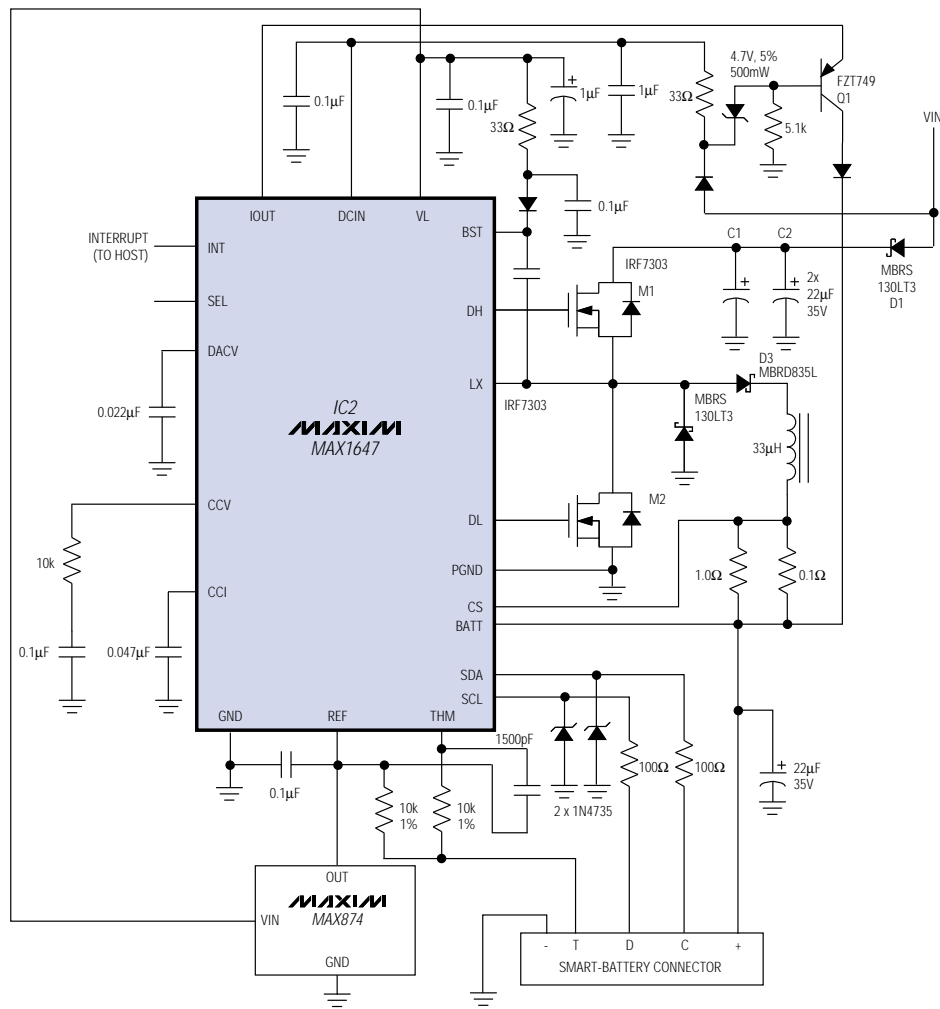 4.7V, 5%
500mW
FZT749
Q1
0.1µF
0.1µF
1µF
1µF
33Ω
33Ω
5.1k
VIN
0.1µF
IOUT
DCIN
VL
BST
INTERRUPT
(TO HOST)
INT
SEL
DACV
0.022µF
IRF7303
M1
DH
C1
C2
2x
22µF
35V
MBRS
130LT3
D1
LX
IRF7303
MBRS
130LT3
D3
MBRD835L
33µH
IC2
MAXIM
MAX1647
CCV
10k
0.1µF
CCI
0.047µF
DL
M2
PGND
CS
BATT
1.0Ω
0.1Ω
SDA
SCL
GND
REF
THM
1500pF
0.1µF
10k
1%
10k
1%
2 x 1N4735
100Ω
100Ω
22µF
35V
OUT
MAXIM
MAX874
VIN
GND
- T D C +
SMART-BATTERY CONNECTOR